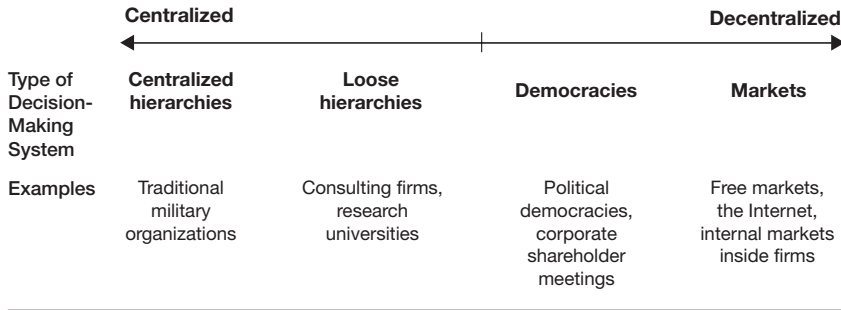 Centralized Decentralized
Type of Decision-Making System
Centralized hierarchies
Loose hierarchies
Democracies
Markets
Examples
Traditional military organizations
Consulting firms, research universities
Political democracies, corporate shareholder meetings
Free markets, the Internet, internal markets inside firms